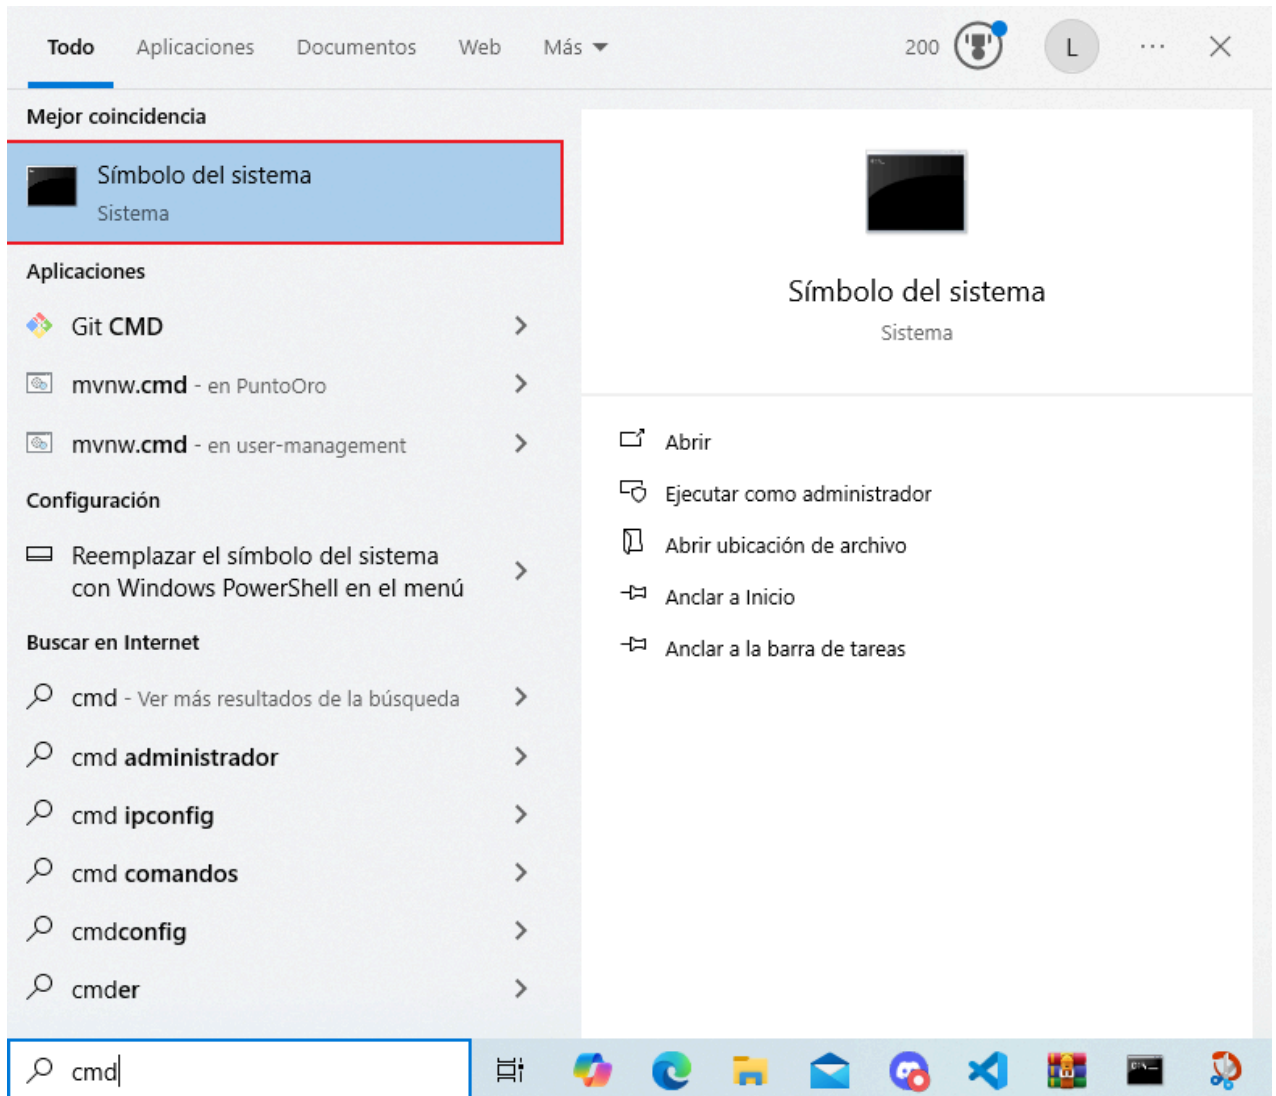 Todo Aplicaciones Documentos Web Más 200 L ...
Mejor coincidencia
Símbolo del sistema
Sistema
Aplicaciones
Git CMD
mvnw.cmd - en PuntoOro
mvnw.cmd - en user-management
Configuración
Reemplazar el símbolo del sistema
con Windows PowerShell en el menú
Buscar en Internet
cmd - Ver más resultados de la búsqueda
cmd administrador
cmd ipconfig
cmd comandos
cmdconfig
cmder
Símbolo del sistema
Sistema
Abrir
Ejecutar como administrador
Abrir ubicación de archivo
Anclar a Inicio
Anclar a la barra de tareas
cmd